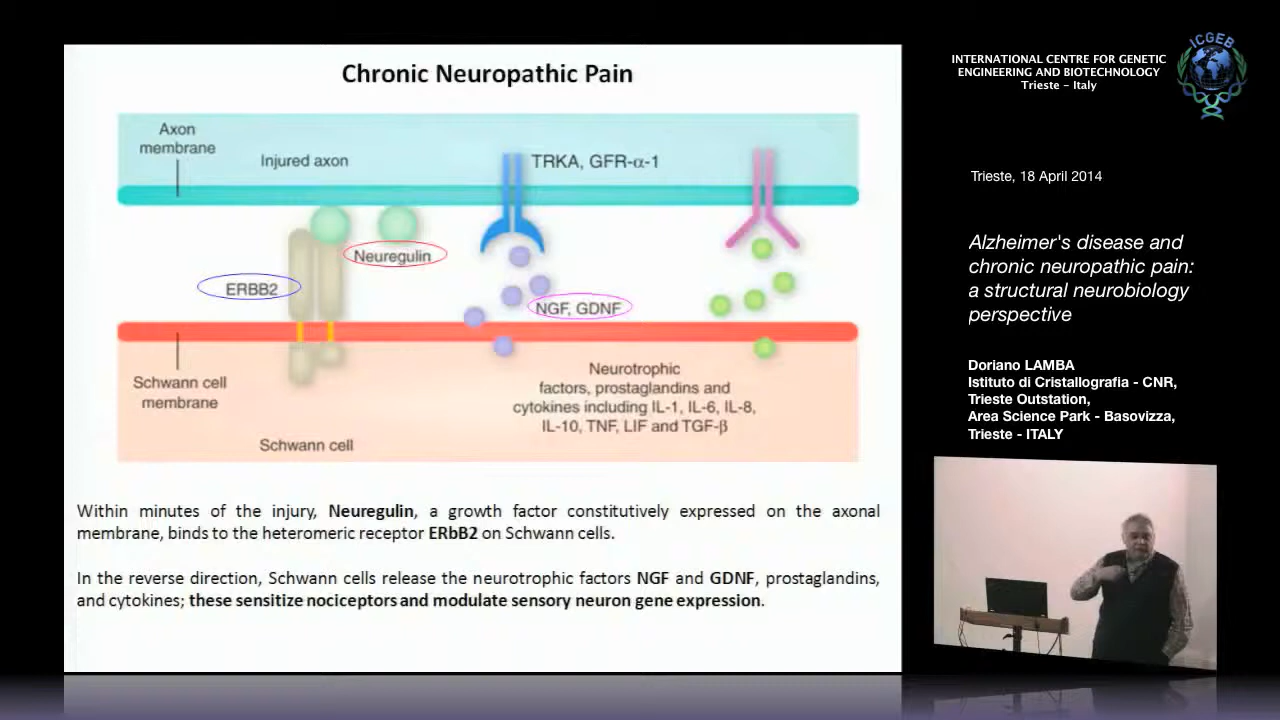 Chronic Neuropathic Pain
Axon
membrane
Injured axon
TRKA, GFR-α-1
Neuregulin
ERBB2
NGF, GDNF
Schwann cell
membrane
Schwann cell
Neurotrophic
factors, prostaglandins and
cytokines including IL-1, IL-6, IL-8,
IL-10, TNF, LIF and TGF-β
Within minutes of the injury, Neuregulin, a growth factor constitutively expressed on the axonal
membrane, binds to the heteromeric receptor ERbB2 on Schwann cells.
In the reverse direction, Schwann cells release the neurotrophic factors NGF and GDNF, prostaglandins,
and cytokines; these sensitize nociceptors and modulate sensory neuron gene expression.
INTERNATIONAL CENTRE FOR GENETIC
ENGINEERING AND BIOTECHNOLOGY
Trieste - Italy
ICGEB
Trieste, 18 April 2014
Alzheimer's disease and
chronic neuropathic pain:
a structural neurobiology
perspective
Doriano LAMBA
Istituto di Cristallografia - CNR,
Trieste Outstation,
Area Science Park - Basovizza,
Trieste - ITALY